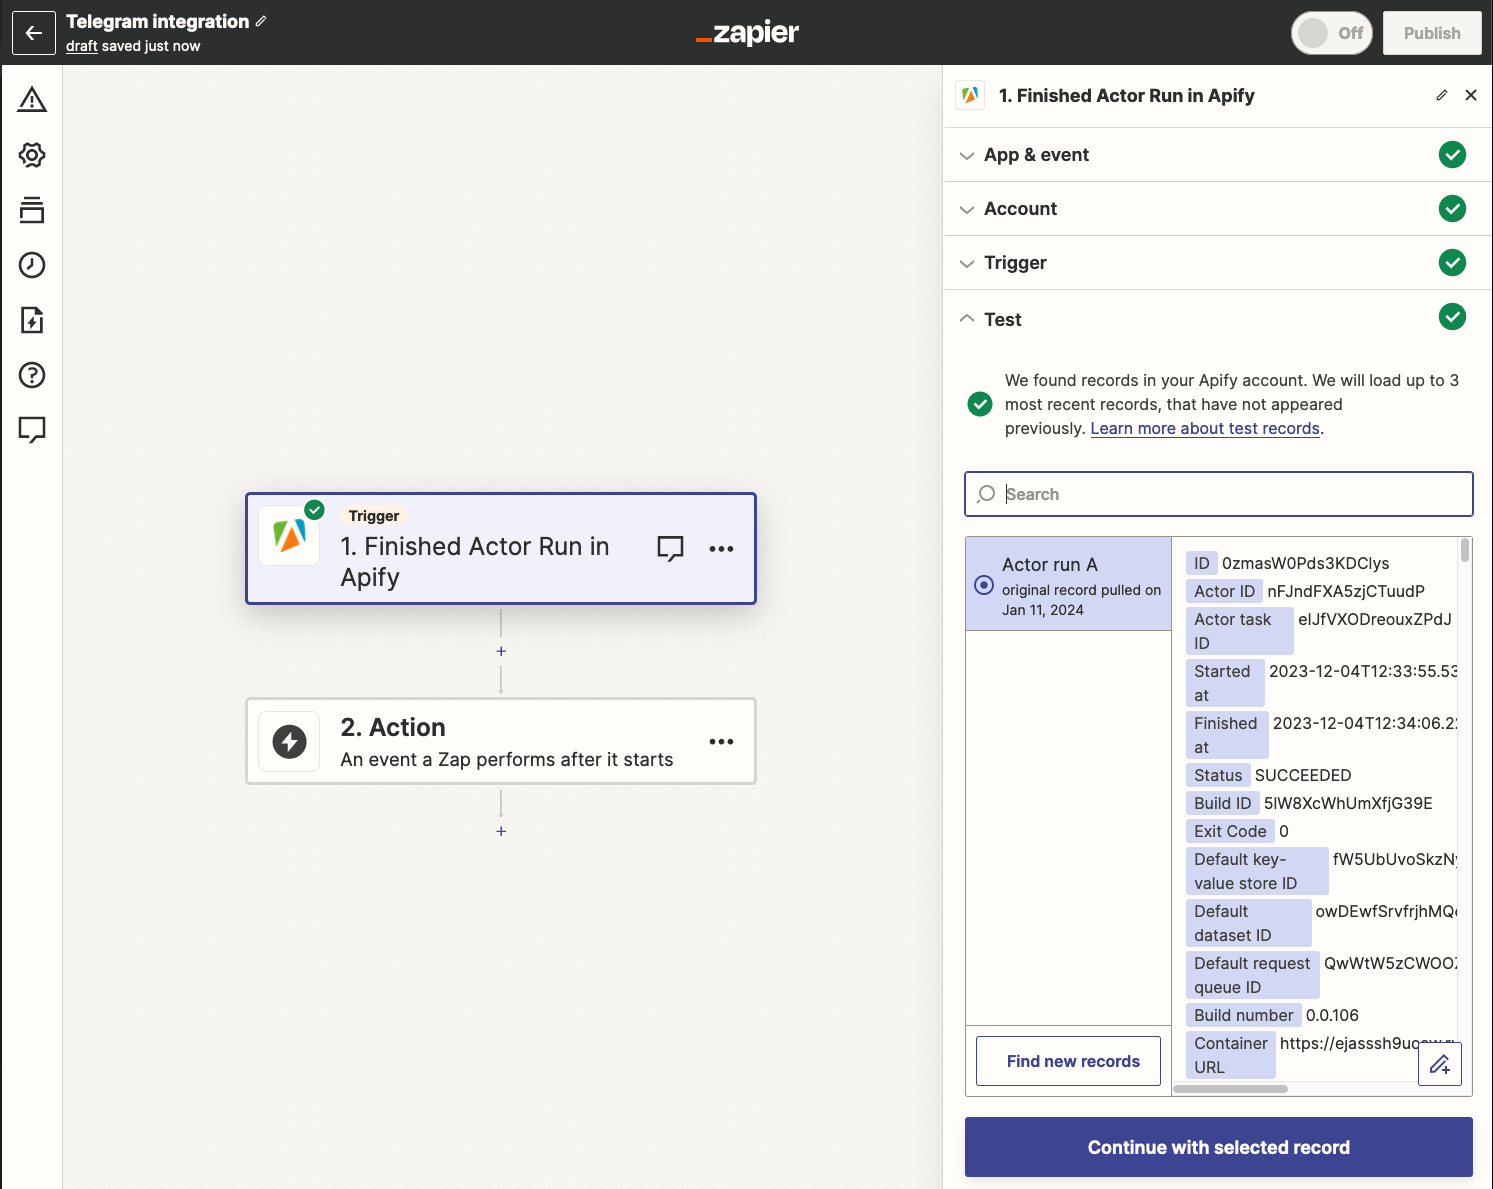 Telegram integration
draft saved just now
_zapier
Off
Publish
1. Finished Actor Run in Apify
App & event
Account
Trigger
Test
We found records in your Apify account. We will load up to 3
most recent records, that have not appeared
previously. Learn more about test records.
Search
Actor run A
original record pulled on
Jan 11, 2024
Find new records
ID 0zmasW0Pds3KDClys
Actor ID nFJndFXA5zjCTuudP
Actor task elJfVXODreouxZPdJ
ID
Started 2023-12-04T12:33:55.53
at
Finished 2023-12-04T12:34:06.22
at
Status SUCCEEDED
Build ID 5lW8XcWhUmXfjG39E
Exit Code 0
Default key- fW5UbUvoSkzNy
value store ID
Default owDEwfSrvfrjhMQ
dataset ID
Default request QwWtW5zCWOOZ
queue ID
Build number 0.0.106
Container
URL
Continue with selected record
Trigger
1. Finished Actor Run in
Apify
+
2. Action
An event a Zap performs after it starts
+